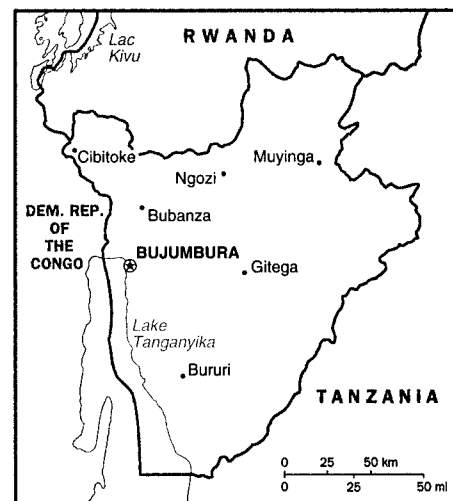 Lac
Kivu
RWANDA
Cibitoke
Muyinga
Ngozi
DEM. REP.
OF
THE
CONGO
Bubanza
BUJUMBURA
Gitega
Lake
Tanganyika
Bururi
TANZANIA
0 25 50 km
0 25 50 ml